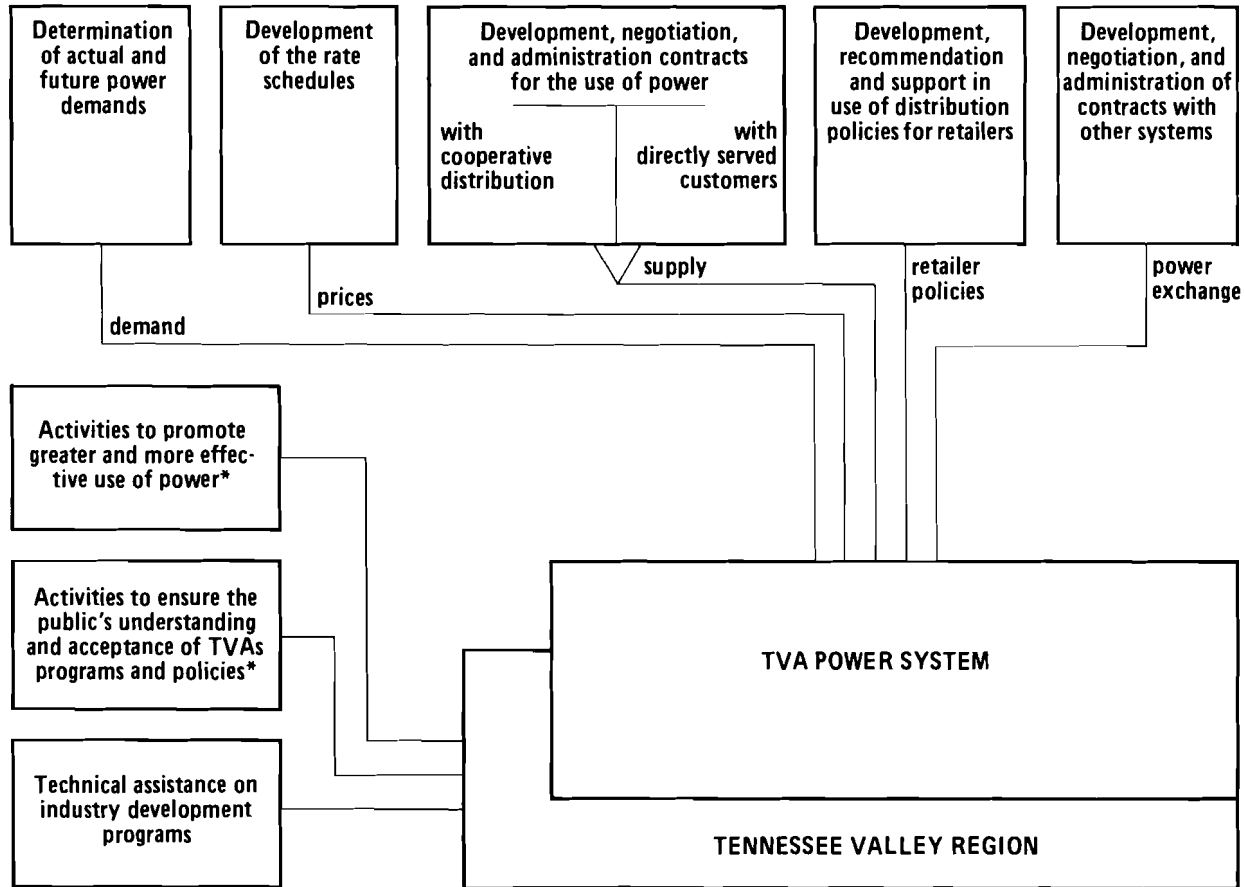 Determination
of actual and
future power
demands
Development
of the rate
schedules
Development, negotiation,
and administration contracts
for the use of power
with
cooperative
distribution
with
directly served
customers
Development,
recommendation
and support in
use of distribution
policies for retailers
Development,
negotiation, and
administration of
contracts with
other systems
demand
prices
supply
retailer
policies
power
exchange
Activities to promote
greater and more effec-
tive use of power*
Activities to ensure the
public's understanding
and acceptance of TVAs
programs and policies*
Technical assistance on
industry development
programs
TVA POWER SYSTEM
TENNESSEE VALLEY REGION